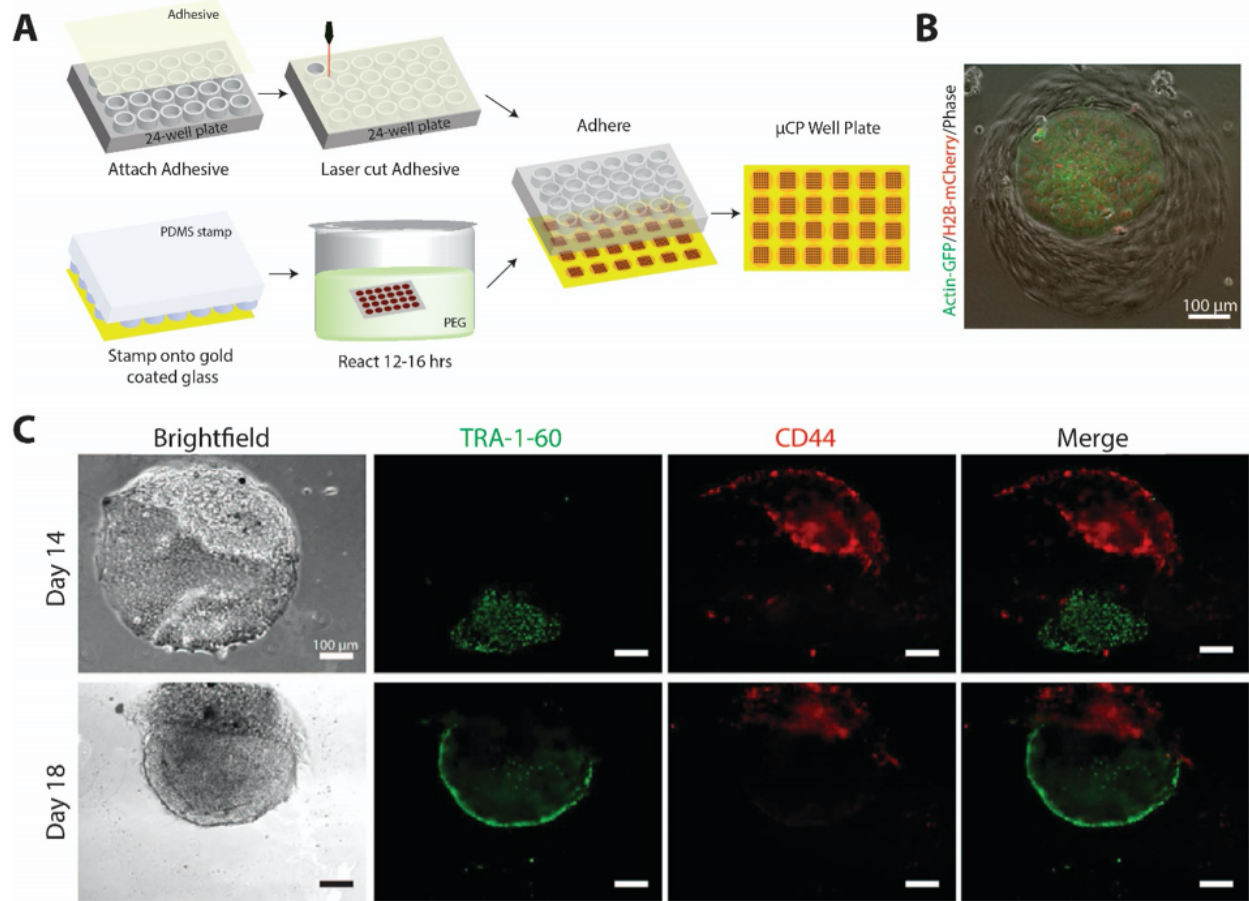 A
Adhesive
24-well plate
Attach Adhesive
24-well plate
Laser cut Adhesive
PDMS stamp
Stamp onto gold
coated glass
PEG
React 12-16 hrs
Adhere
μCP Well Plate
B
Actin-GFP/H2B-mCherry/Phase
100 μm
C
Brightfield
TRA-1-60
CD44
Merge
Day 14
100 μm
Day 18